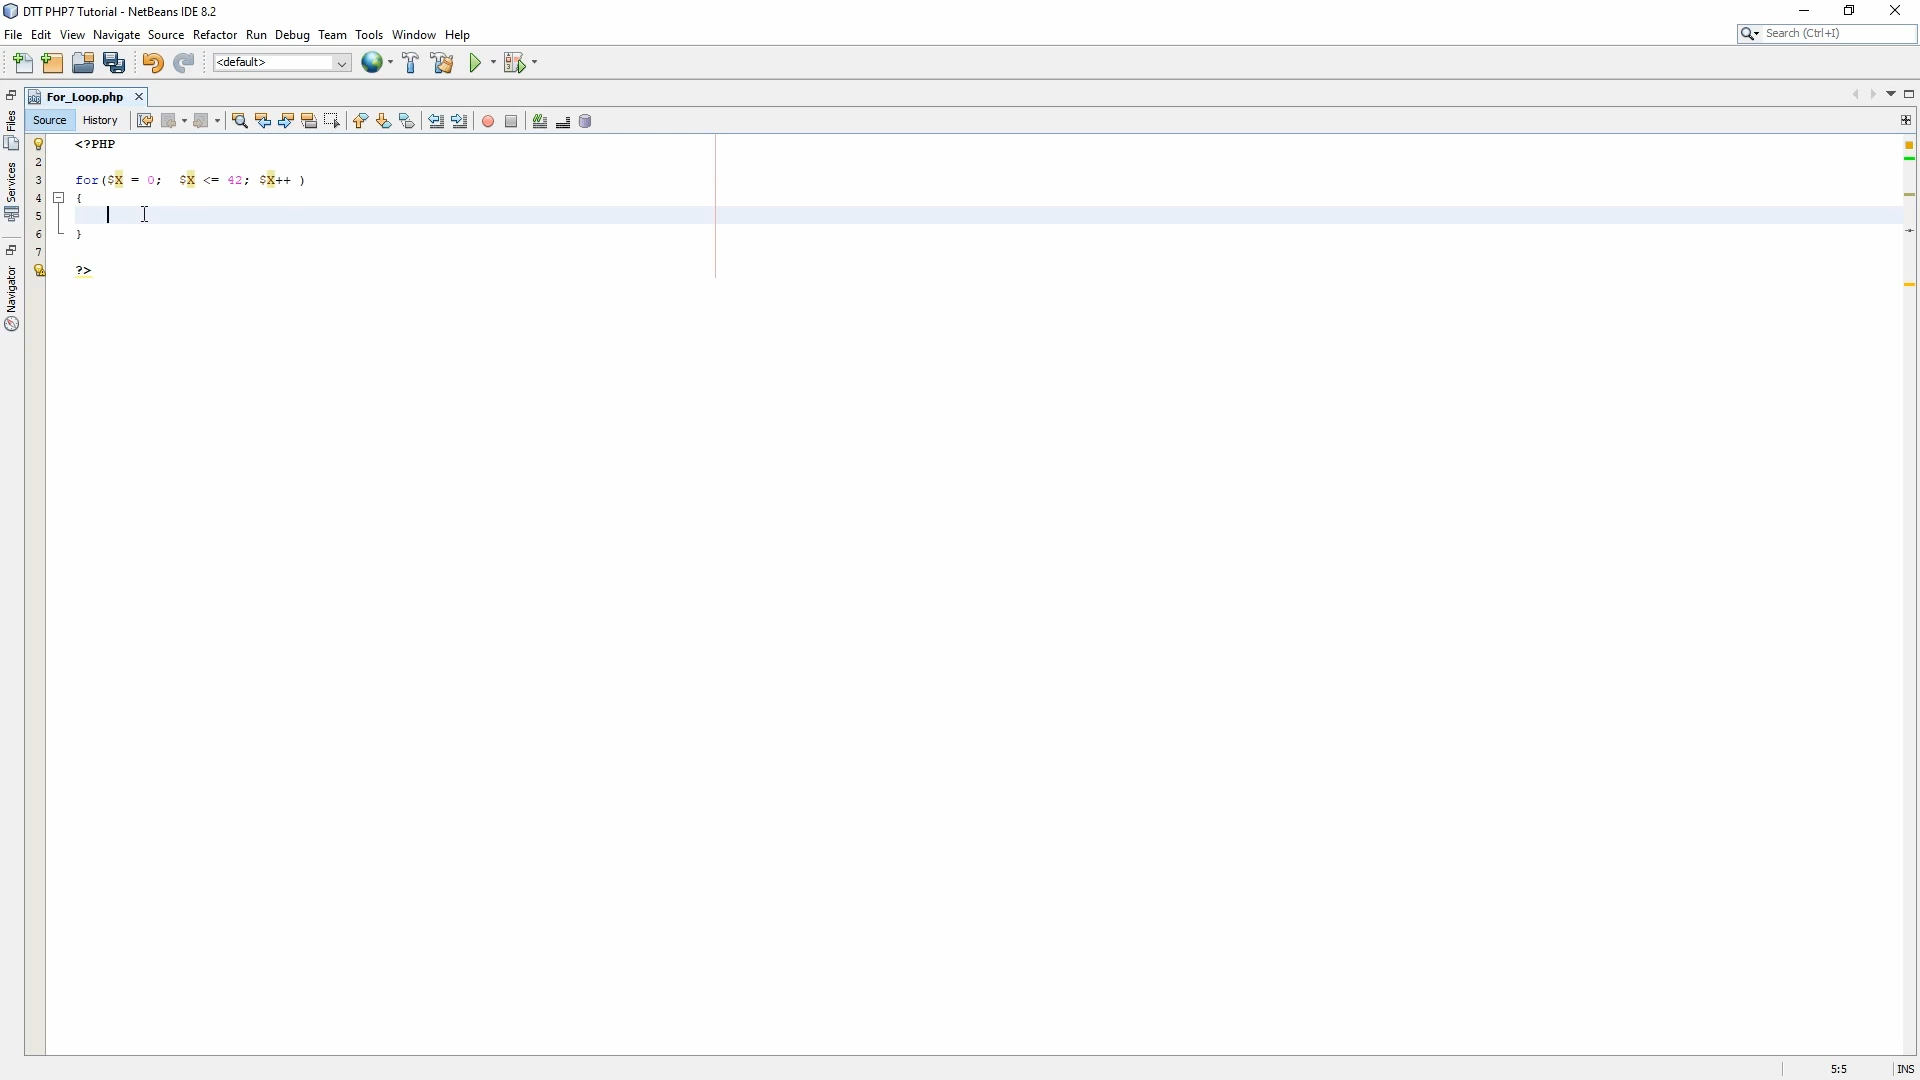 DTT PHP7 Tutorial - NetBeans IDE 8.2
File Edit View Navigate Source Refactor Run Debug Team Tools Window Help
Search (Ctrl+I)
<default>
For_Loop.php
Source History
Files
Services
Navigator
<?PHP
2
3 for($X = 0;  $X <= 42; $X++ )
4 {
5
6 }
7
?>
5:5 INS